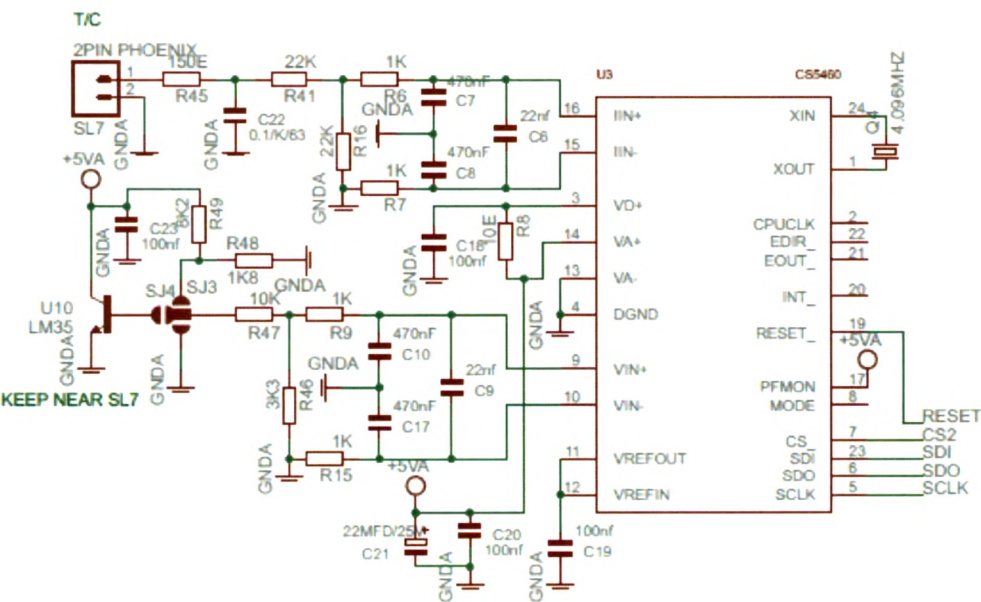 T/C
2PIN PHOENIX
1
2
SL7
GNDA
150E
R45
C22
0.1/K/63
GNDA
22K
R41
22K
R16
GNDA
1K
R6
GNDA
470nF
C7
470nF
C8
1K
R7
22nf
C6
U3
CS5460
16 IIN+
15 IIN-
3 VD+
14 VA+
13 VA-
4 DGND
9 VIN+
10 VIN-
11 VREFOUT
12 VREFIN
XIN 24
XOUT 1
CPUCLK 2
EDIR_ 22
EOUT_ 21
INT_ 20
RESET_ 19
PFMON 17
MODE 8
CS_ 7
SDI 23
SDO 6
SCLK 5
4.096MHZ
+5VA
RESET
CS2
SDI
SDO
SCLK
+5VA
C23
100nf
GNDA
R49
R48
1K8
GNDA
SJ4
SJ3
U10
LM35
GNDA
GNDA
KEEP NEAR SL7
10K
R47
1K
R9
3K3
R46
GNDA
1K
R15
GNDA
470nF
C10
470nF
C17
22nf
C9
C18
100nf
GNDA
10E
R8
GNDA
+5VA
22MFD/25V
+
C21
GNDA
C20
100nf
GNDA
100nf
C19